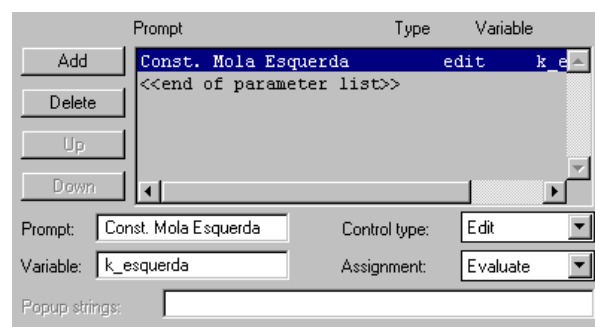 Prompt Type Variable
Add
Const. Mola Esquerda edit k_e
<<end of parameter list>>
Delete
Up
Down
Prompt: Const. Mola Esquerda Control type: Edit
Variable: k_esquerda Assignment: Evaluate
Popup strings: